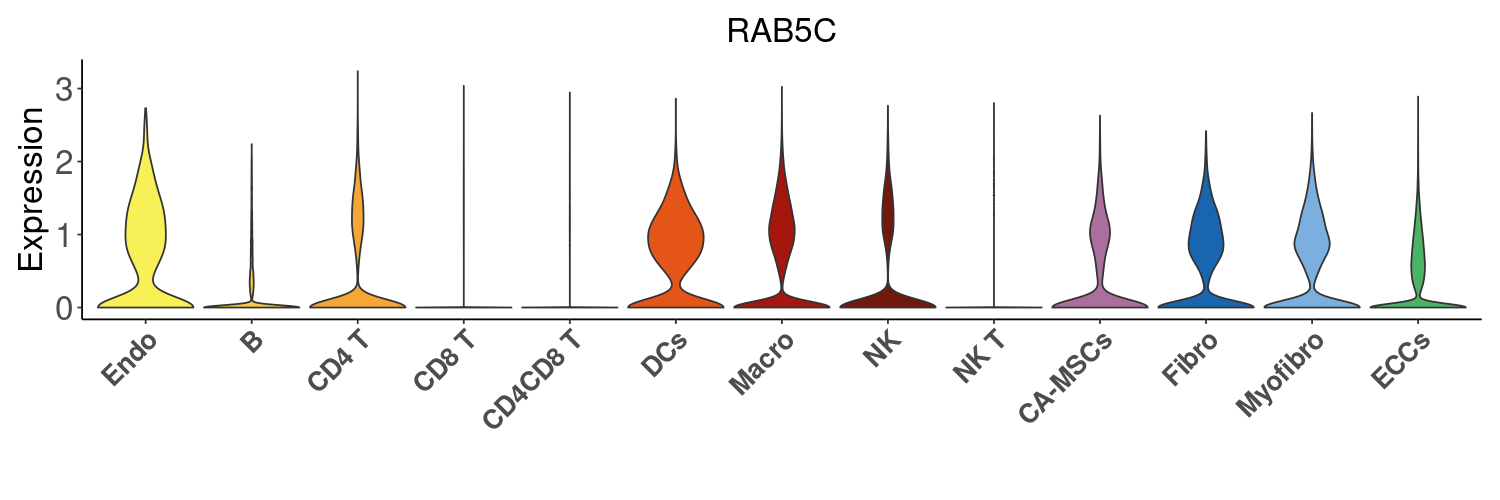 RAB5C
Expression
3
2
1
0
Endo
B
CD4 T
CD8 T
CD4CD8 T
DCs
Macro
NK
NK T
CA-MSCs
Fibro
Myofibro
ECCs